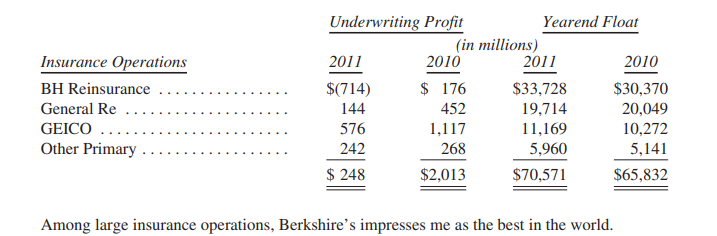 Underwriting Profit Yearend Float
(in millions)
Insurance Operations 2011 2010 2011 2010
BH Reinsurance . . . . . . . . . . . . . . . . $(714) $ 176 $33,728 $30,370
General Re . . . . . . . . . . . . . . . . . . . . . 144 452 19,714 20,049
GEICO . . . . . . . . . . . . . . . . . . . . . . . . 576 1,117 11,169 10,272
Other Primary . . . . . . . . . . . . . . . . . . 242 268 5,960 5,141
$ 248 $2,013 $70,571 $65,832
Among large insurance operations, Berkshire’s impresses me as the best in the world.